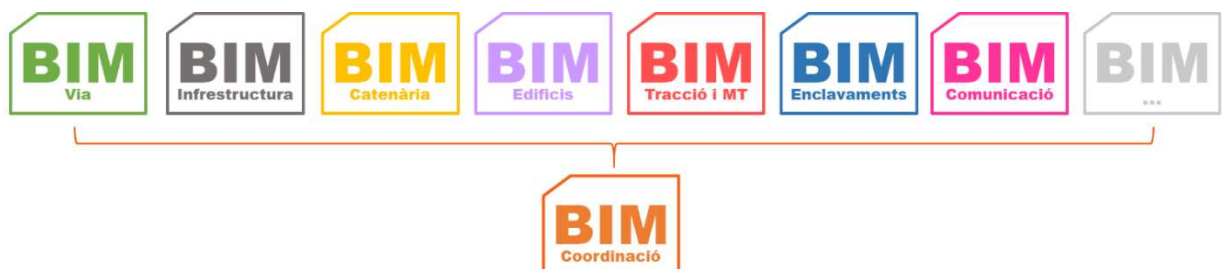 BIM
Via
BIM
Infrestructura
BIM
Catenària
BIM
Edificis
BIM
Tracció i MT
BIM
Enclavaments
BIM
Comunicació
BIM
...
BIM
Coordinació